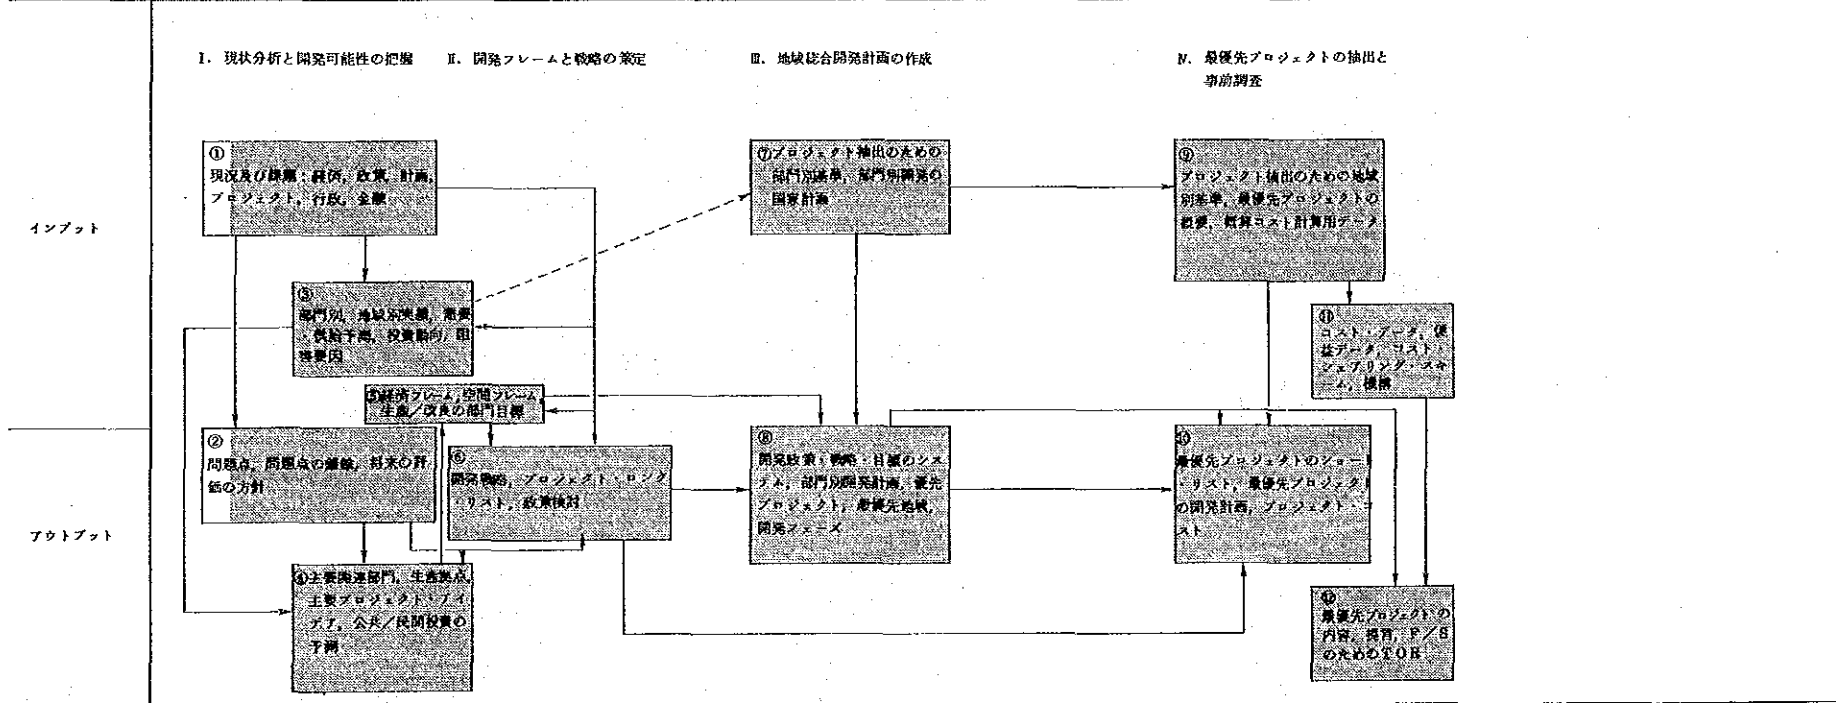 I. 現状分析と開発可能性の把握
II. 開発フレームと戦略の策定
III. 地域総合開発計画の作成
IV. 最優先プロジェクトの抽出と
事前調査
インプット
アウトプット
①
現況及び課題：経済，政策，計画，
プロジェクト，行政，金融
③
部門別，地域別実績，需要
・供給予測，投資動向，阻
害要因
⑤経済フレーム，空間フレーム
生産／改良の部門目標
②
問題点，問題点の
将来の評
価の方針
⑥
開発戦略，プロジェクト・ロング
・リスト，政策検討
④主要関連部門，生産拠点，
主要プロジェクト・アイ
デア，公共／民間投資の
予測
⑦プロジェクト抽出のための
部門別基準，部門別開発の
国家計画
⑧
開発政策・戦略・目標のシス
テム，部門別開発計画，優先
プロジェクト，最優先地域，
開発フェーズ
⑨
プロジェクト抽出のための地域
別基準，最優先プロジェクトの
概要，概算コスト計算用データ
⑩
最優先プロジェクトのショート
・リスト，最優先プロジェクト
の開発計画，プロジェクト・コ
スト
⑪
コスト・データ，便
益データ，コスト・
シェアリング・スキ
ーム，機構
⑫
最優先プロジェクトの
内容，F／S
のためのTOR